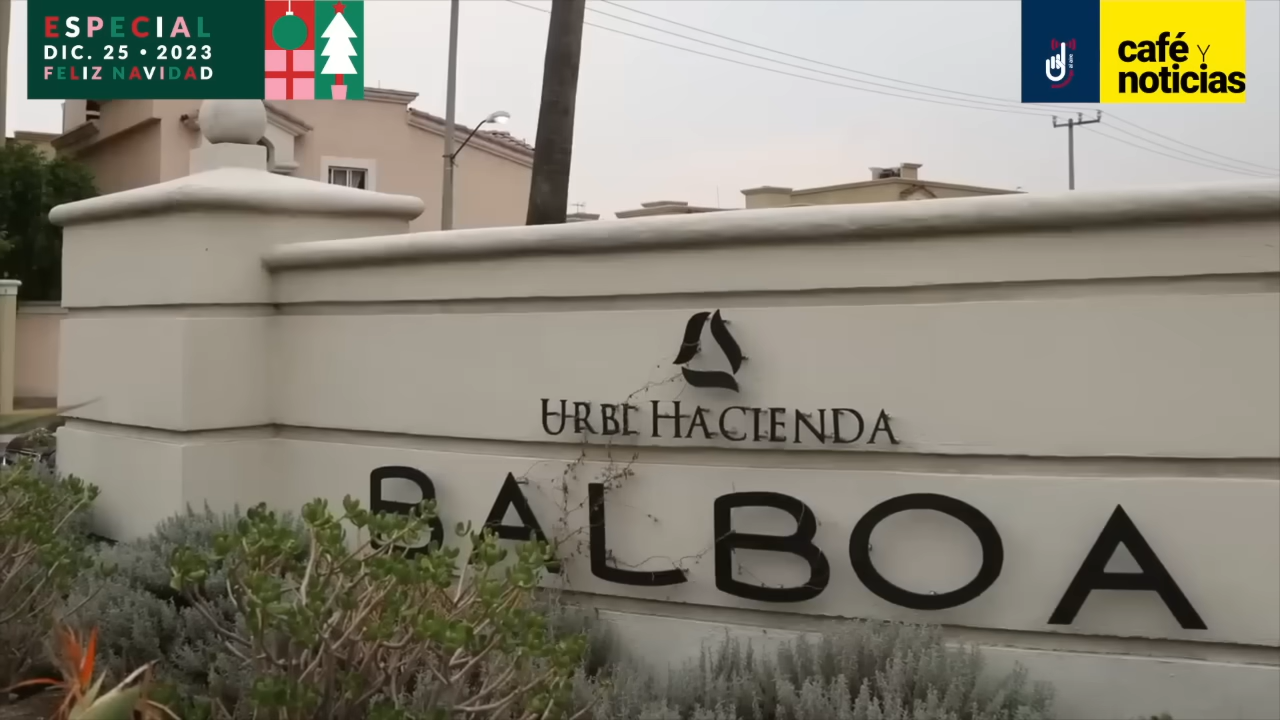 ESPECIAL
DIC. 25 • 2023
FELIZ NAVIDAD
café Y
noticias
URBI HACIENDA
BALBOA